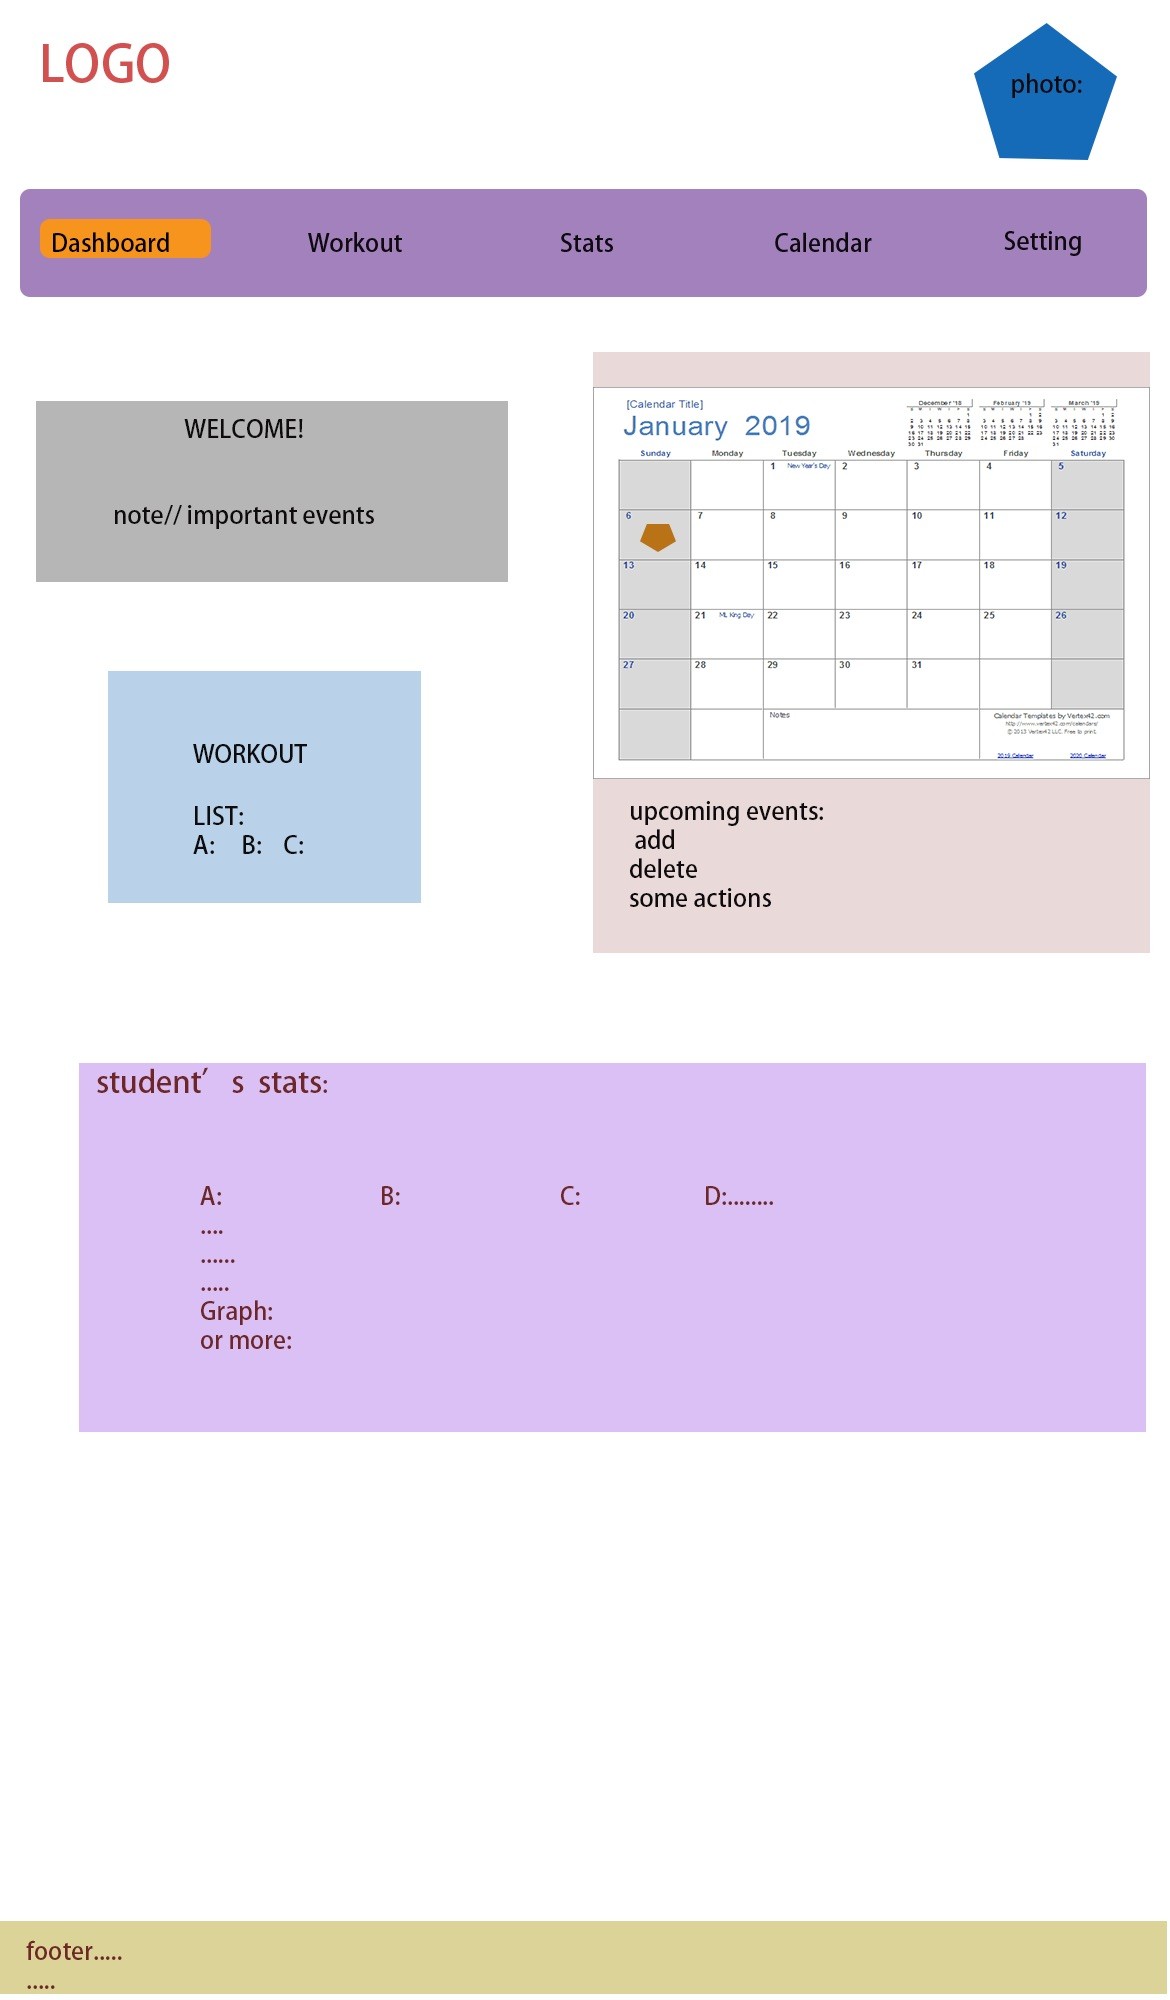 LOGO
photo:
Dashboard Workout Stats Calendar Setting
WELCOME!
note// important events
[Calendar Title]
January 2019
December '18 February '19 March '19
Sunday Monday Tuesday Wednesday Thursday Friday Saturday
1 New Year's Day 2 3 4 5
6 7 8 9 10 11 12
13 14 15 16 17 18 19
20 21 ML King Day 22 23 24 25 26
27 28 29 30 31
Notes
Calendar Templates by Vertex42.com
http://www.vertex42.com/calendars/
© 2013 Vertex42 LLC. Free to print.
2019 Calendar 2020 Calendar
WORKOUT
LIST:
A: B: C:
upcoming events:
add
delete
some actions
student′ s stats:
A: B: C: D:........
....
......
.....
Graph:
or more:
footer.....
.....